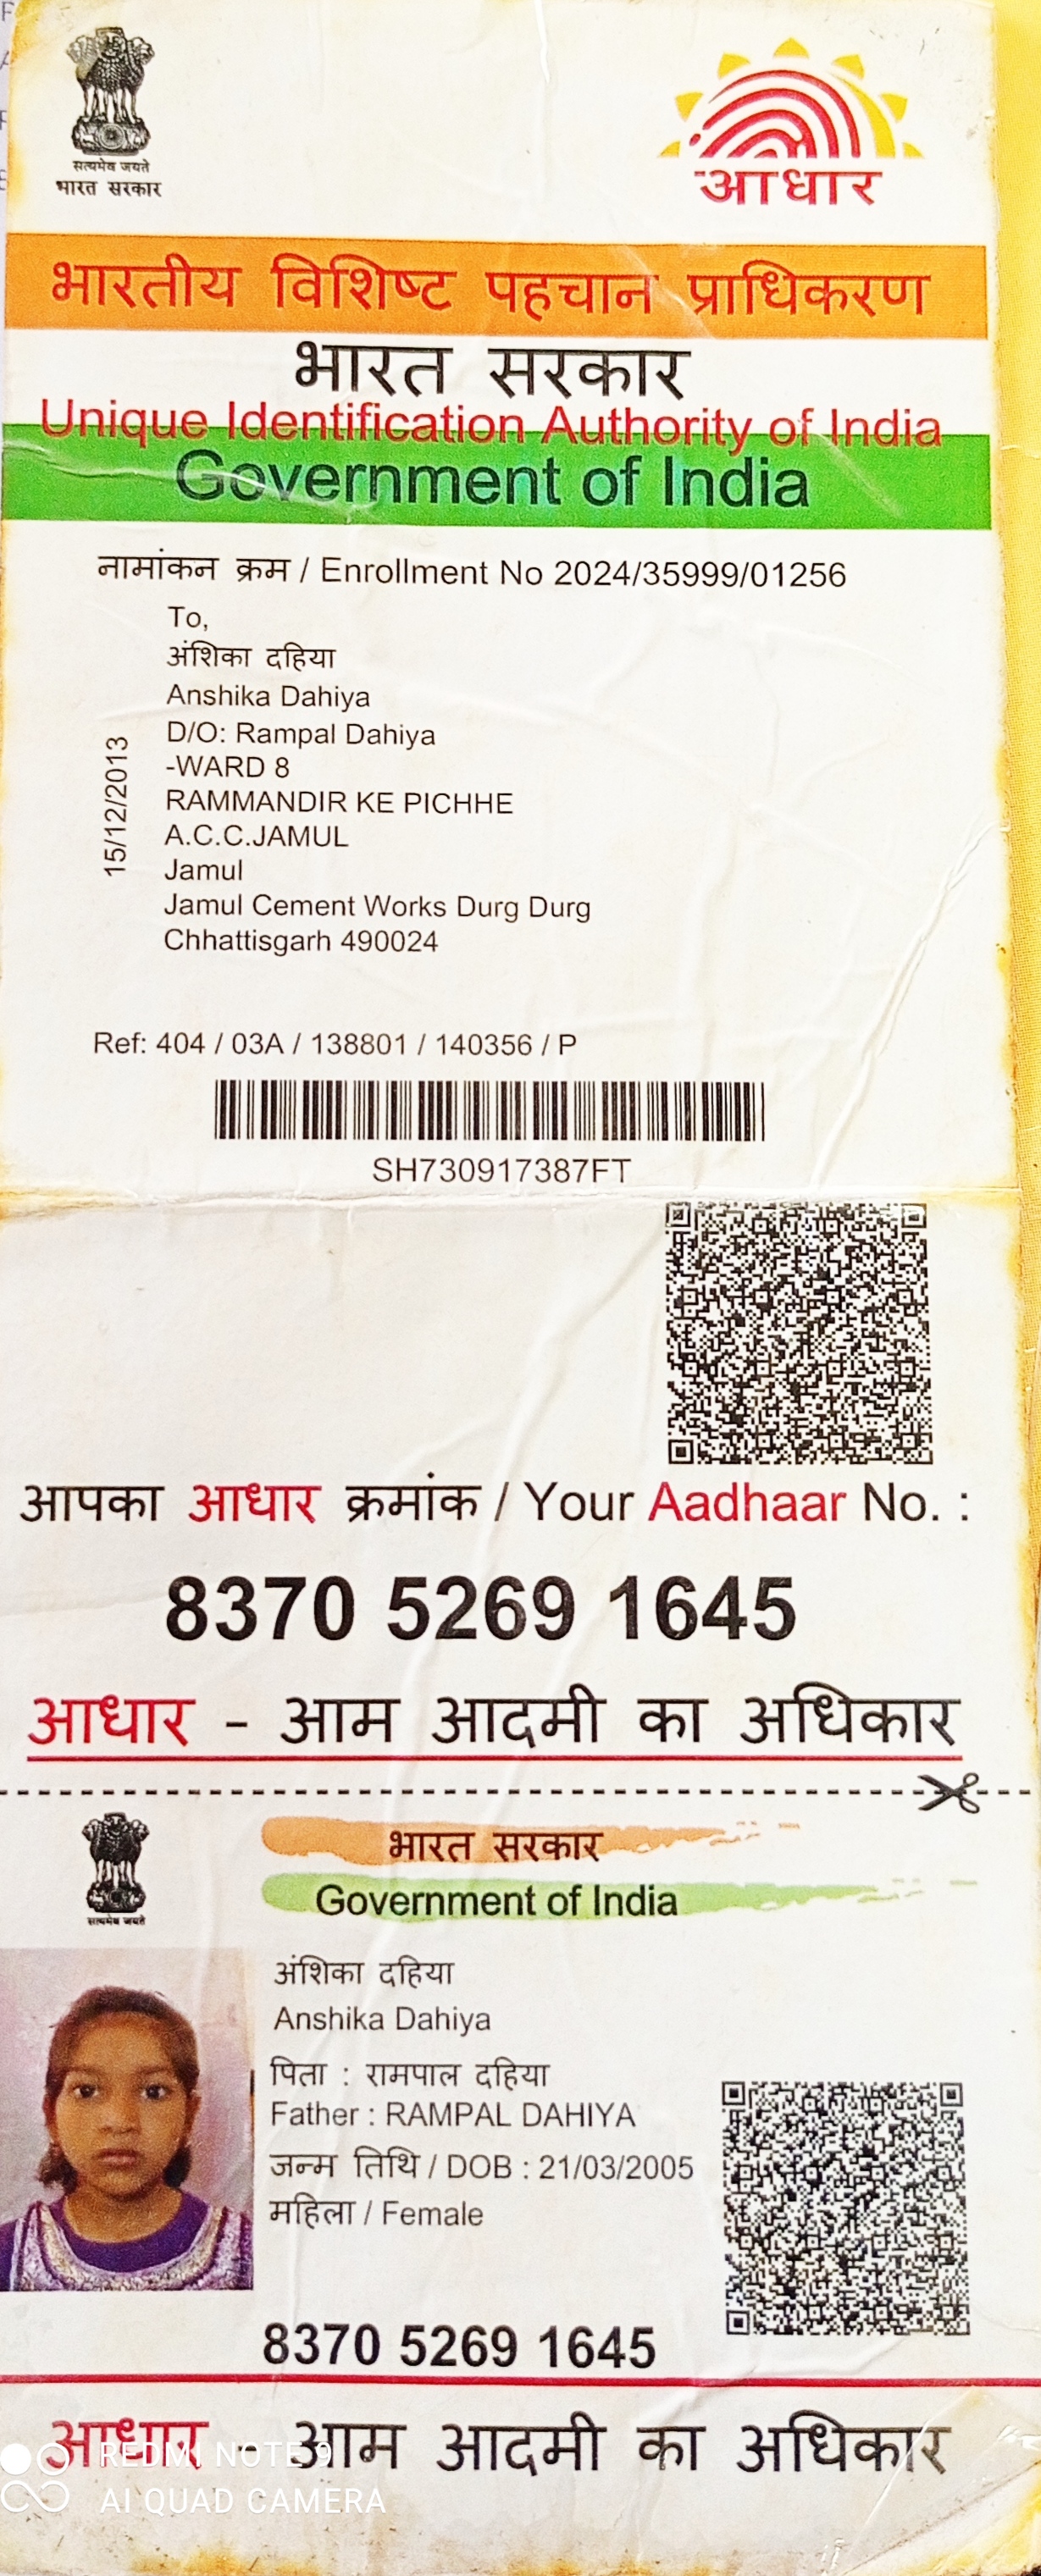 सत्यमेव जयते
भारत सरकार
आधार
भारतीय विशिष्ट पहचान प्राधिकरण
भारत सरकार
Unique Identification Authority of India
Government of India
नामांकन क्रम / Enrollment No 2024/35999/01256
To,
अंशिका दहिया
Anshika Dahiya
D/O: Rampal Dahiya
-WARD 8
RAMMANDIR KE PICHHE
A.C.C.JAMUL
Jamul
Jamul Cement Works Durg Durg
Chhattisgarh 490024
15/12/2013
Ref: 404 / 03A / 138801 / 140356 / P
SH730917387FT
आपका आधार क्रमांक / Your Aadhaar No. :
8370 5269 1645
आधार - आम आदमी का अधिकार
भारत सरकार
Government of India
सत्यमेव जयते
अंशिका दहिया
Anshika Dahiya
पिता : रामपाल दहिया
Father : RAMPAL DAHIYA
जन्म तिथि / DOB : 21/03/2005
महिला / Female
8370 5269 1645
आधार आम आदमी का अधिकार
REDMI NOTE 9
AI QUAD CAMERA